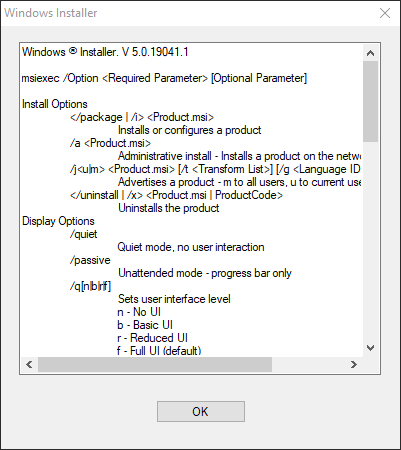 Windows Installer
Windows ® Installer. V 5.0.19041.1
msiexec /Option <Required Parameter> [Optional Parameter]
Install Options
</package | /i> <Product.msi>
Installs or configures a product
/a <Product.msi>
Administrative install - Installs a product on the netwo
/j<u|m> <Product.msi> [/t <Transform List>] [/g <Language ID
Advertises a product - m to all users, u to current use
</uninstall | /x> <Product.msi | ProductCode>
Uninstalls the product
Display Options
/quiet
Quiet mode, no user interaction
/passive
Unattended mode - progress bar only
/q[n|b|r|f]
Sets user interface level
n - No UI
b - Basic UI
r - Reduced UI
f - Full UI (default)
OK